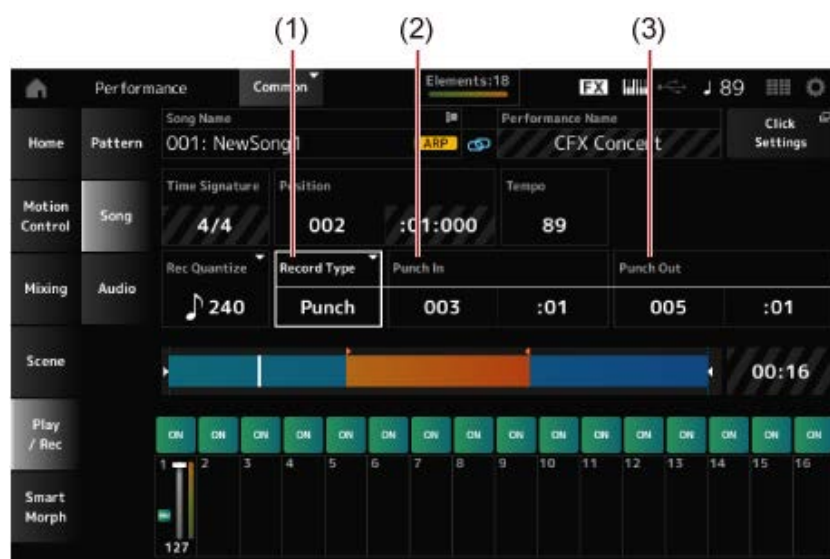 (1) (2) (3)
Performance Common Elements:18 FX ♩ 89
Song Name Performance Name
Home Pattern 001: NewSong1 ARP CFX Concert Click Settings
Time Signature Position Tempo
Motion Control Song 4/4 002 :01:000 89
Rec Quantize Record Type Punch In Punch Out
Mixing Audio ♪ 240 Punch 003 :01 005 :01
Scene 00:16
Play / Rec ON ON ON ON ON ON ON ON ON ON ON ON ON ON ON ON
1 2 3 4 5 6 7 8 9 10 11 12 13 14 15 16
Smart Morph
127